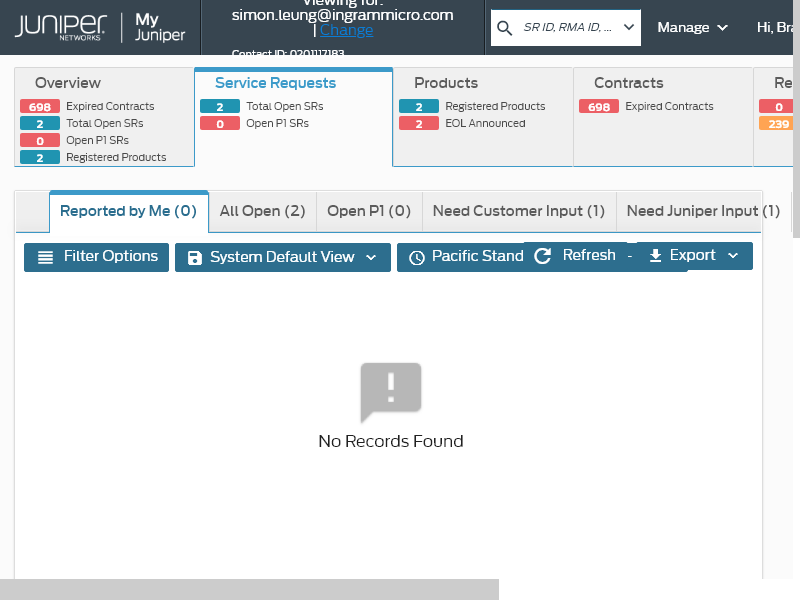 JUNIPER NETWORKS
My Juniper
Viewing for:
simon.leung@ingrammicro.com
| Change
Contact ID: 0201117183
SR ID, RMA ID, ...
Manage
Hi, Bra
Overview
698 Expired Contracts
2 Total Open SRs
0 Open P1 SRs
2 Registered Products
Service Requests
2 Total Open SRs
0 Open P1 SRs
Products
2 Registered Products
2 EOL Announced
Contracts
698 Expired Contracts
Re
0
239
Reported by Me (0)
All Open (2)
Open P1 (0)
Need Customer Input (1)
Need Juniper Input (1)
Filter Options
System Default View
Pacific Stand
Refresh -
Export
No Records Found